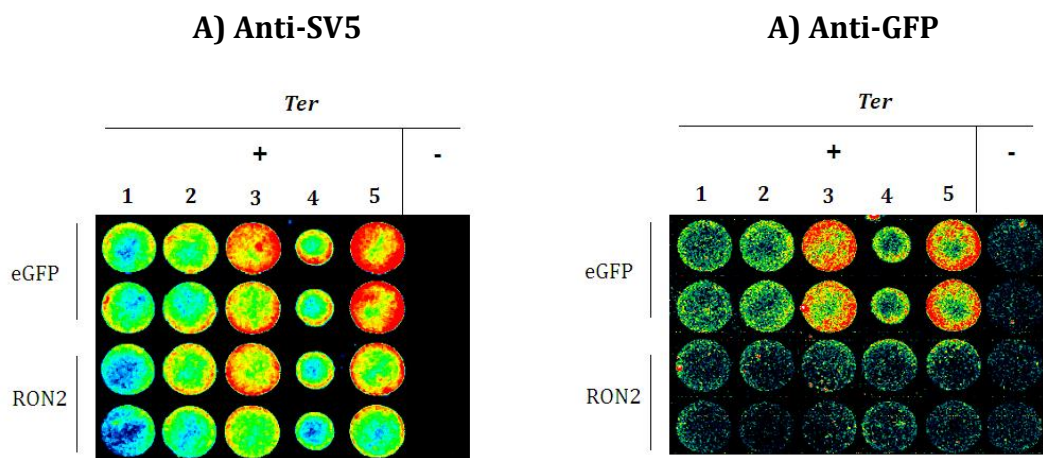 A) Anti-SV5
Ter
+ -
1 2 3 4 5
eGFP
RON2
A) Anti-GFP
Ter
+ -
1 2 3 4 5
eGFP
RON2